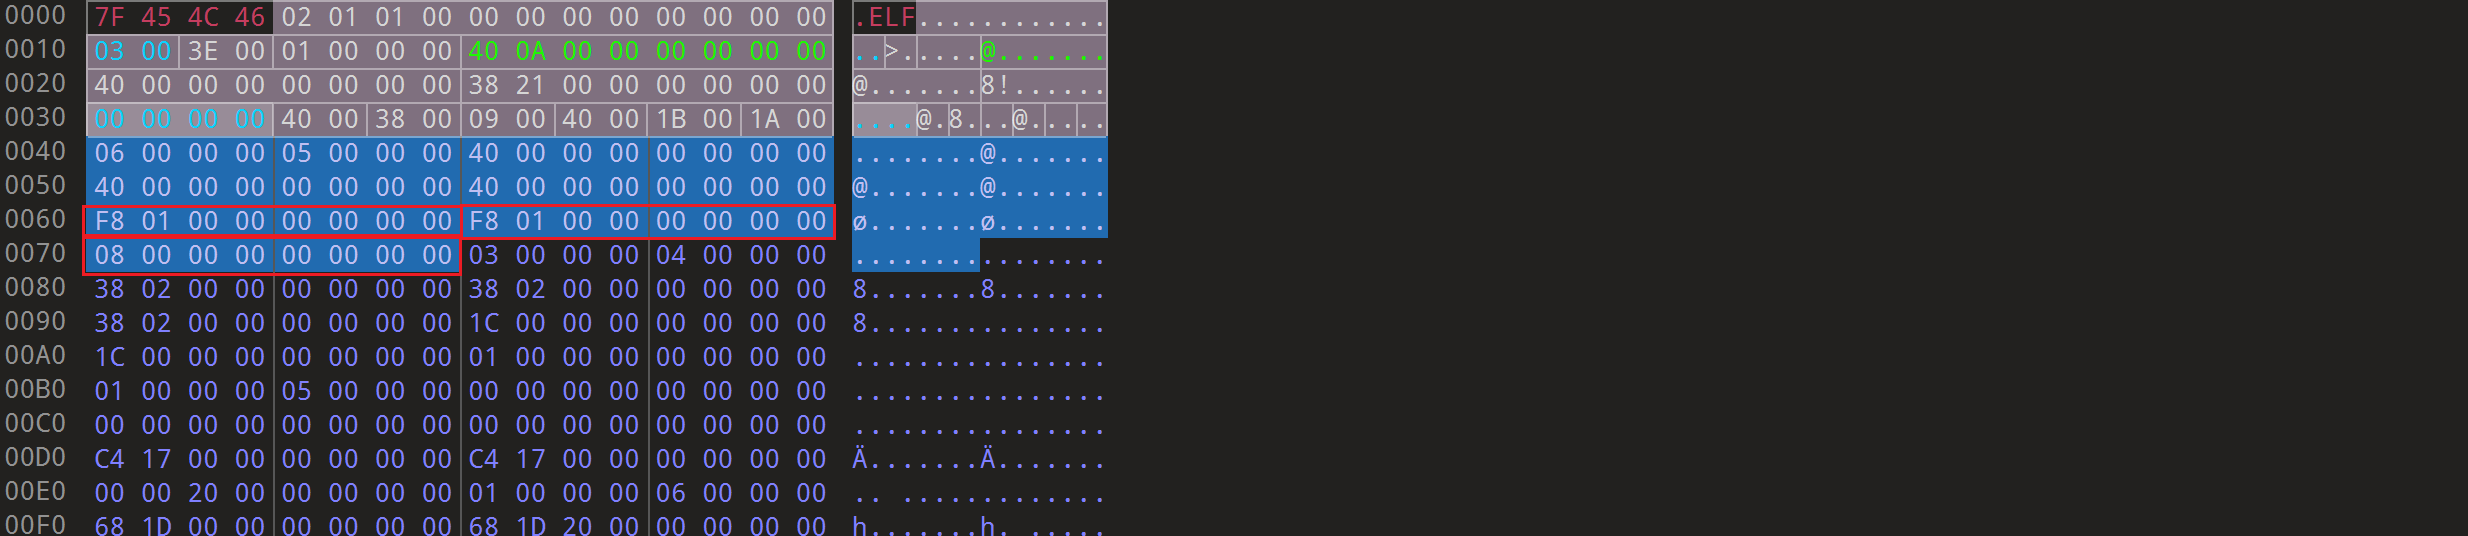 0000 7F 45 4C 46 02 01 01 00 00 00 00 00 00 00 00 00 .ELF............
0010 03 00 3E 00 01 00 00 00 40 0A 00 00 00 00 00 00 ..>.....@.......
0020 40 00 00 00 00 00 00 00 38 21 00 00 00 00 00 00 @.......8!......
0030 00 00 00 00 40 00 38 00 09 00 40 00 1B 00 1A 00 ....@.8...@.....
0040 06 00 00 00 05 00 00 00 40 00 00 00 00 00 00 00 ........@.......
0050 40 00 00 00 00 00 00 00 40 00 00 00 00 00 00 00 @.......@.......
0060 F8 01 00 00 00 00 00 00 F8 01 00 00 00 00 00 00 ø.......ø.......
0070 08 00 00 00 00 00 00 00 03 00 00 00 04 00 00 00 ................
0080 38 02 00 00 00 00 00 00 38 02 00 00 00 00 00 00 8.......8.......
0090 38 02 00 00 00 00 00 00 1C 00 00 00 00 00 00 00 8...............
00A0 1C 00 00 00 00 00 00 00 01 00 00 00 00 00 00 00 ................
00B0 01 00 00 00 05 00 00 00 00 00 00 00 00 00 00 00 ................
00C0 00 00 00 00 00 00 00 00 00 00 00 00 00 00 00 00 ................
00D0 C4 17 00 00 00 00 00 00 C4 17 00 00 00 00 00 00 Ä.......Ä.......
00E0 00 00 20 00 00 00 00 00 01 00 00 00 06 00 00 00 .. .............
00F0 68 1D 00 00 00 00 00 00 68 1D 20 00 00 00 00 00 h.......h. .....